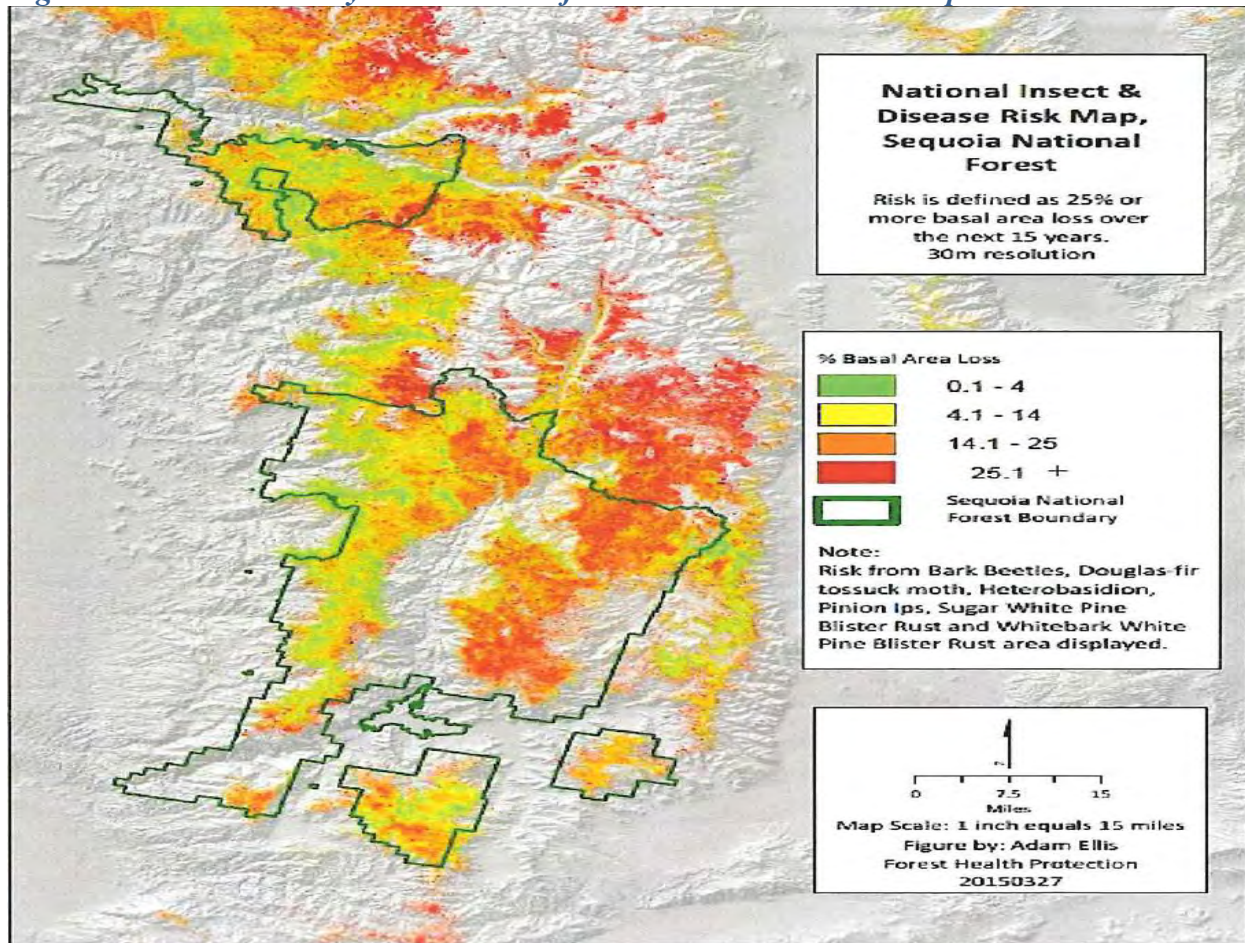 National Insect &
Disease Risk Map,
Sequoia National
Forest
Risk is defined as 25% or
more basal area loss over
the next 15 years.
30m resolution
% Basal Area Loss
0.1 - 4
4.1 - 14
14.1 - 25
25.1 +
Sequoia National
Forest Boundary
Note:
Risk from Bark Beetles, Douglas-fir
tossuck moth, Heterobasidion,
Pinion Ips, Sugar White Pine
Blister Rust and Whitebark White
Pine Blister Rust area displayed.
0 7.5 15
Miles
Map Scale: 1 inch equals 15 miles
Figure by: Adam Ellis
Forest Health Protection
20150327